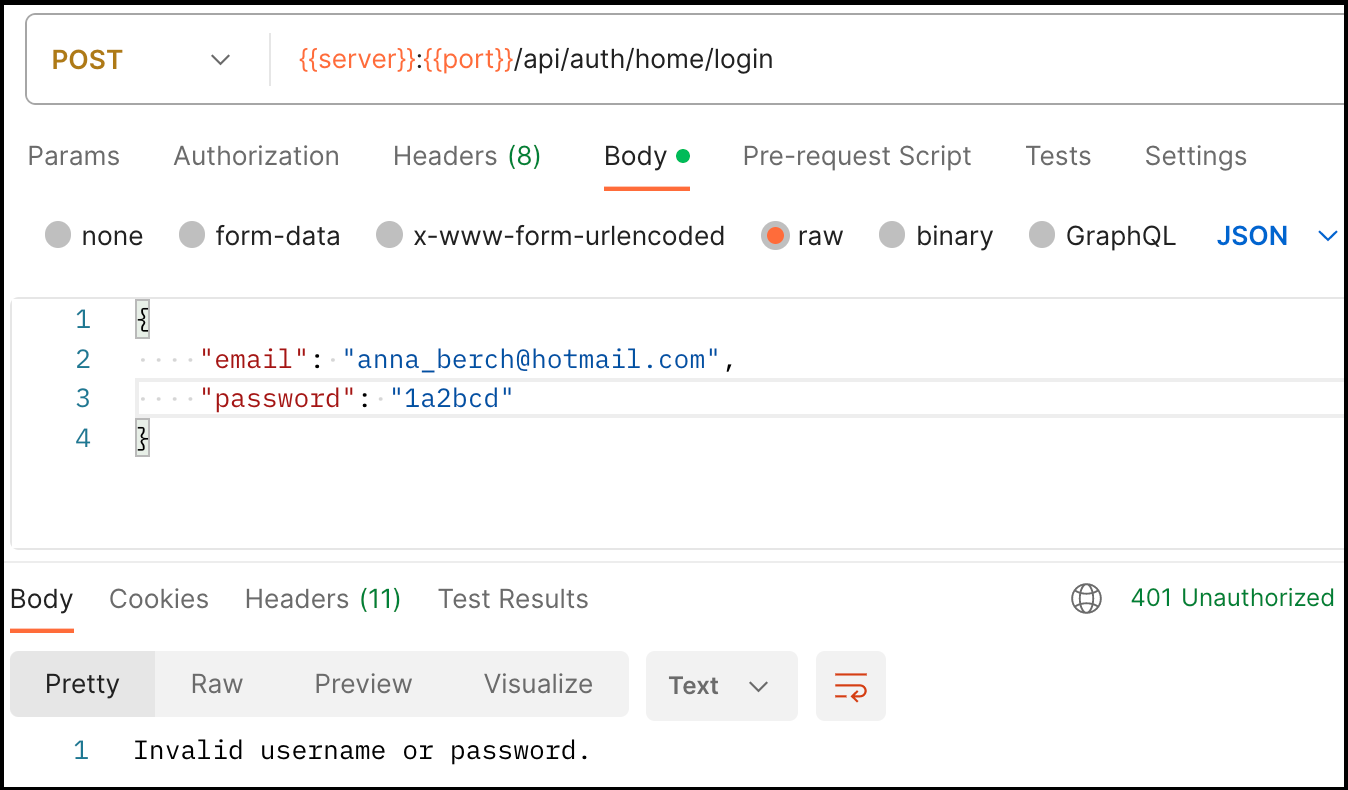 POST {{server}}:{{port}}/api/auth/home/login
Params Authorization Headers (8) Body Pre-request Script Tests Settings
none form-data x-www-form-urlencoded raw binary GraphQL JSON
1 {
2 "email": "anna_berch@hotmail.com",
3 "password": "1a2bcd"
4 }
Body Cookies Headers (11) Test Results 401 Unauthorized
Pretty Raw Preview Visualize Text
1 Invalid username or password.